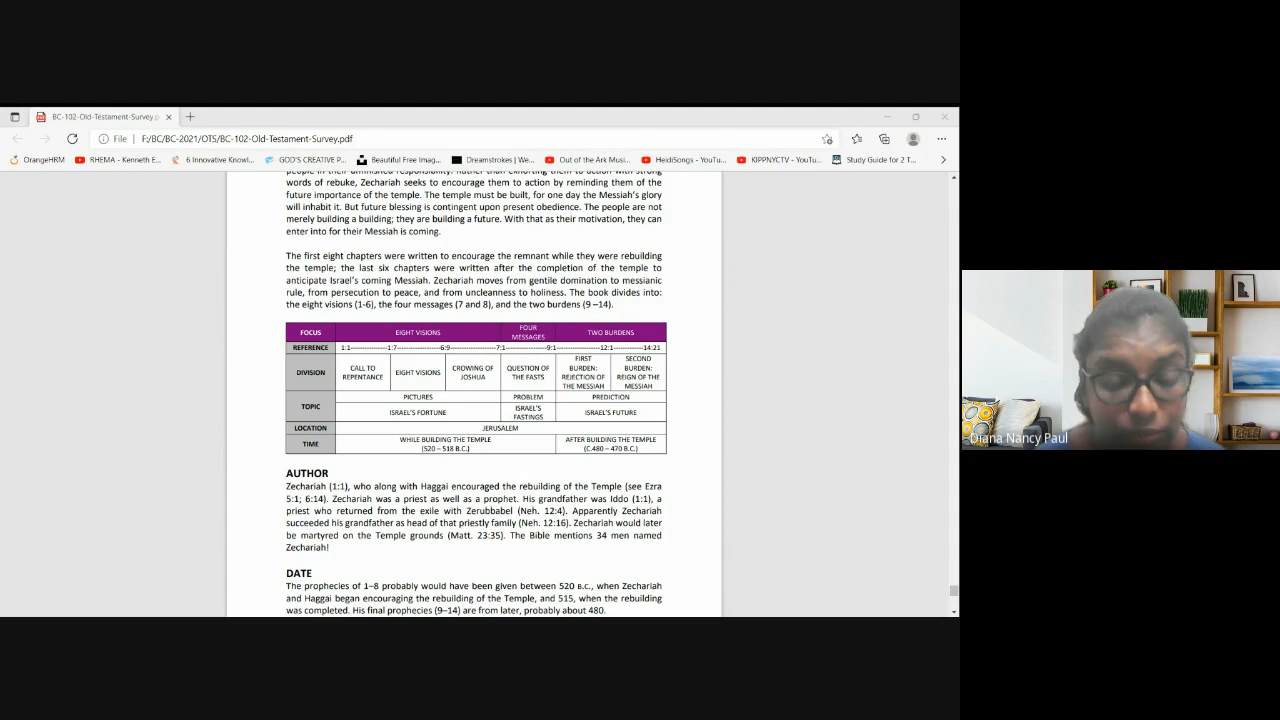 BC-102-Old-Testament-Survey.p
File | F:/BC/BC-2021/OTS/BC-102-Old-Testament-Survey.pdf
OrangeHRM RHEMA - Kenneth E... 6 Innovative Knowl... GOD'S CREATIVE P... Beautiful Free Imag... Dreamstrokes | We... Out of the Ark Musi... HeidiSongs - YouTu... KIPPNYCTV - YouTu... Study Guide for 2 T...
people in their diminished responsibility. Rather than exhorting them to action with strong
words of rebuke, Zechariah seeks to encourage them to action by reminding them of the
future importance of the temple. The temple must be built, for one day the Messiah's glory
will inhabit it. But future blessing is contingent upon present obedience. The people are not
merely building a building; they are building a future. With that as their motivation, they can
enter into for their Messiah is coming.
The first eight chapters were written to encourage the remnant while they were rebuilding
the temple; the last six chapters were written after the completion of the temple to
anticipate Israel's coming Messiah. Zechariah moves from gentile domination to messianic
rule, from persecution to peace, and from uncleanness to holiness. The book divides into:
the eight visions (1-6), the four messages (7 and 8), and the two burdens (9 –14).
FOCUS EIGHT VISIONS FOUR MESSAGES TWO BURDENS
REFERENCE 1:1----------------1:7-------------------6:9-------------------7:1------------------9:1------------------12:1-------------14:21
DIVISION CALL TO REPENTANCE EIGHT VISIONS CROWING OF JOSHUA QUESTION OF THE FASTS FIRST BURDEN: REJECTION OF THE MESSIAH SECOND BURDEN: REIGN OF THE MESSIAH
TOPIC PICTURES PROBLEM PREDICTION
ISRAEL'S FORTUNE ISRAEL'S FASTINGS ISRAEL'S FUTURE
LOCATION JERUSALEM
TIME WHILE BUILDING THE TEMPLE (520 – 518 B.C.) AFTER BUILDING THE TEMPLE (C.480 – 470 B.C.)
AUTHOR
Zechariah (1:1), who along with Haggai encouraged the rebuilding of the Temple (see Ezra
5:1; 6:14). Zechariah was a priest as well as a prophet. His grandfather was Iddo (1:1), a
priest who returned from the exile with Zerubbabel (Neh. 12:4). Apparently Zechariah
succeeded his grandfather as head of that priestly family (Neh. 12:16). Zechariah would later
be martyred on the Temple grounds (Matt. 23:35). The Bible mentions 34 men named
Zechariah!
DATE
The prophecies of 1–8 probably would have been given between 520 B.C., when Zechariah
and Haggai began encouraging the rebuilding of the Temple, and 515, when the rebuilding
was completed. His final prophecies (9–14) are from later, probably about 480.
Diana Nancy Paul